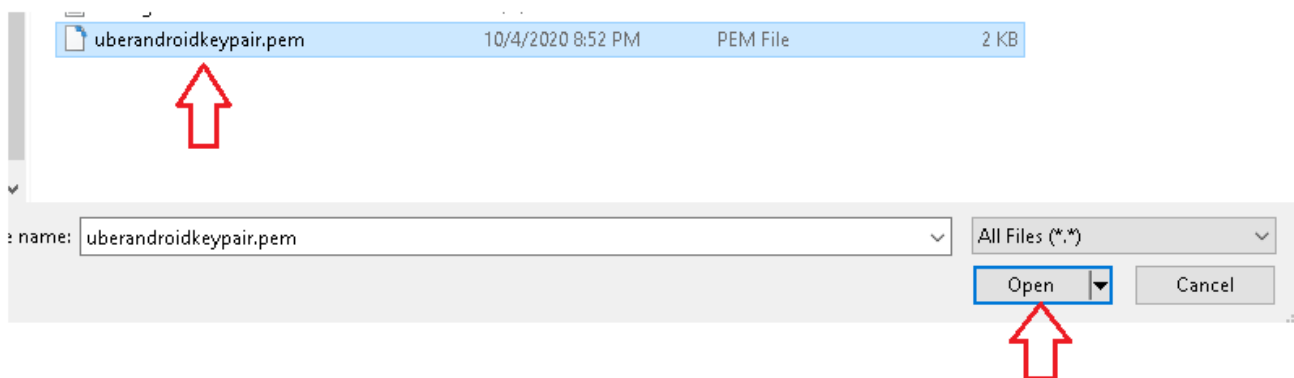 uberandroidkeypair.pem 10/4/2020 8:52 PM PEM File 2 KB
e name: uberandroidkeypair.pem All Files (*.*)
Open Cancel